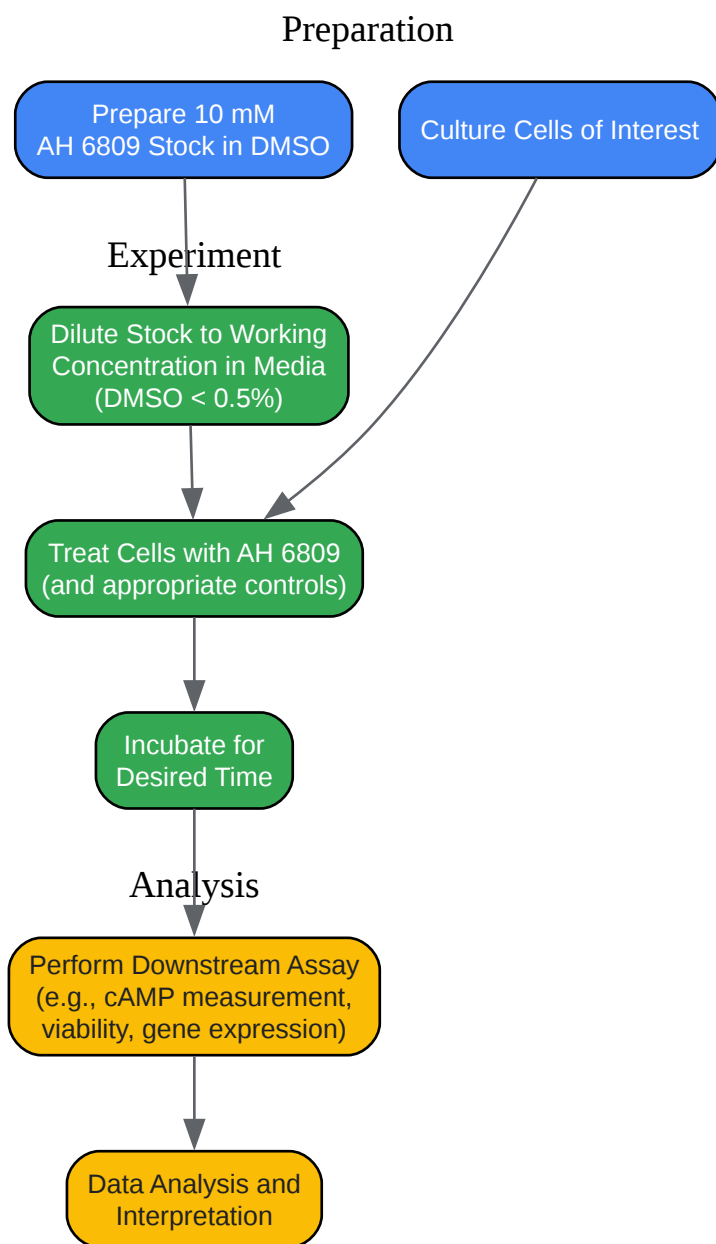 Preparation
Prepare 10 mM
AH 6809 Stock in DMSO
Culture Cells of Interest
Experiment
Dilute Stock to Working
Concentration in Media
(DMSO < 0.5%)
Treat Cells with AH 6809
(and appropriate controls)
Incubate for
Desired Time
Analysis
Perform Downstream Assay
(e.g., cAMP measurement,
viability, gene expression)
Data Analysis and
Interpretation